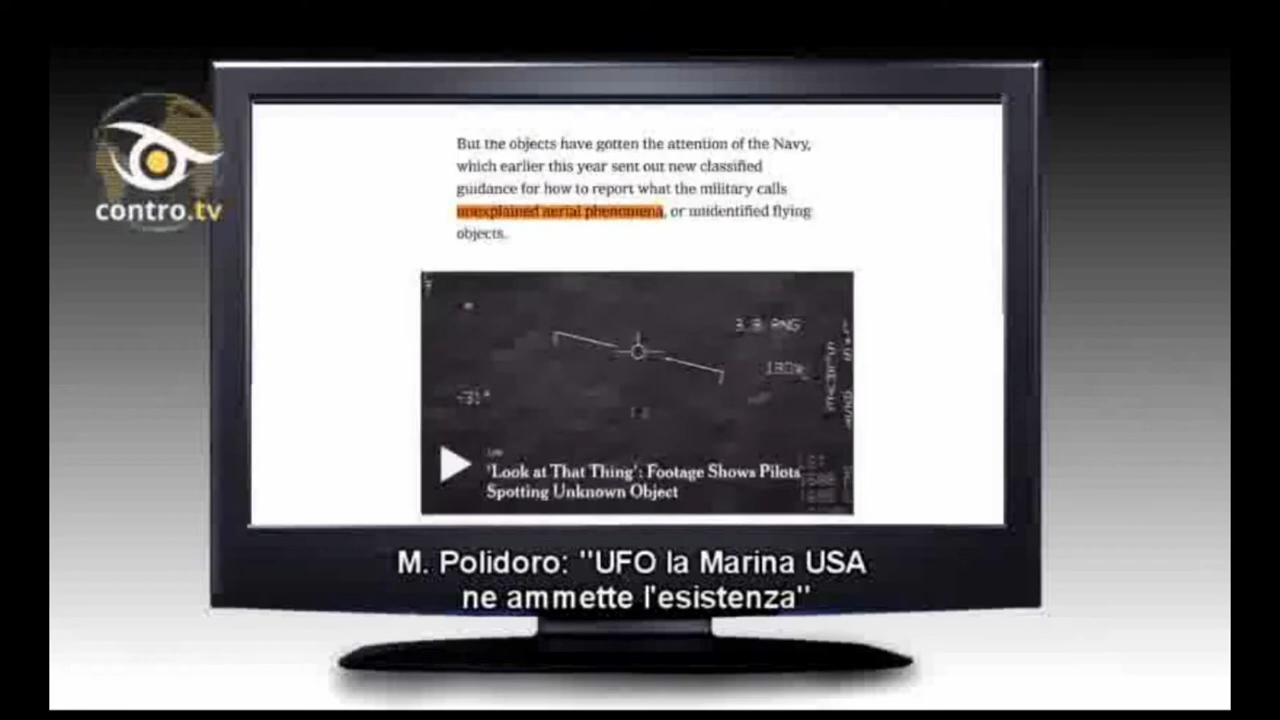 contro.tv
But the objects have gotten the attention of the Navy,
which earlier this year sent out new classified
guidance for how to report what the military calls
unexplained aerial phenomena, or unidentified flying
objects.
RNG
'Look at That Thing': Footage Shows Pilots
Spotting Unknown Object
M. Polidoro: "UFO la Marina USA
ne ammette l'esistenza"